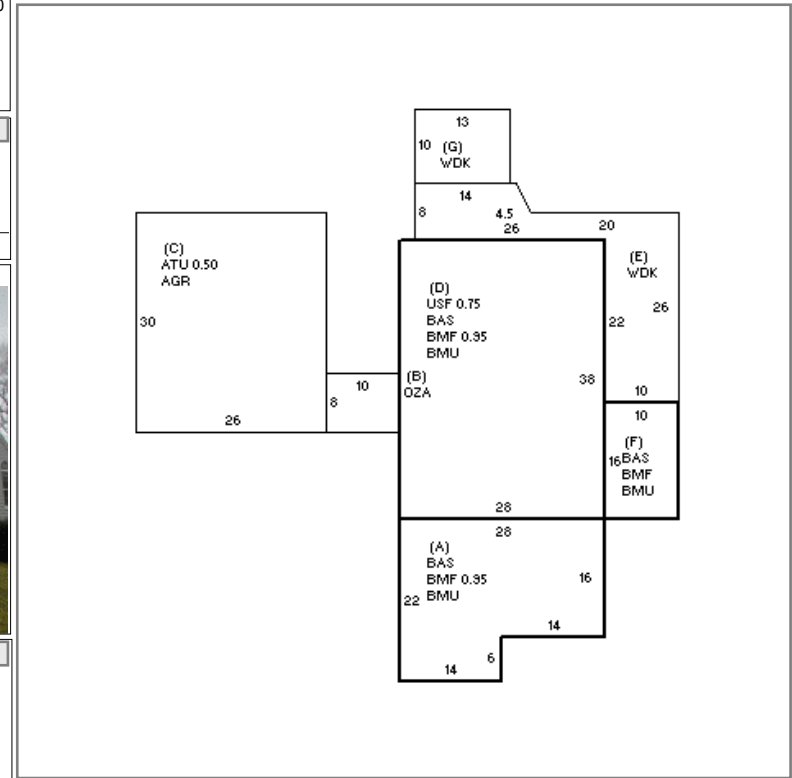 13
10 (G)
WDK
14
8
4.5
26
20
(C)
ATU 0.50
AGR
30
26
(E)
WDK
26
22
10
(D)
USF 0.75
BAS
BMF 0.95
BMU
38
28
(B)
OZA
10
8
10
(F)
16 BAS
BMF
BMU
28
(A)
BAS
BMF 0.95
BMU
22
16
14
6
14